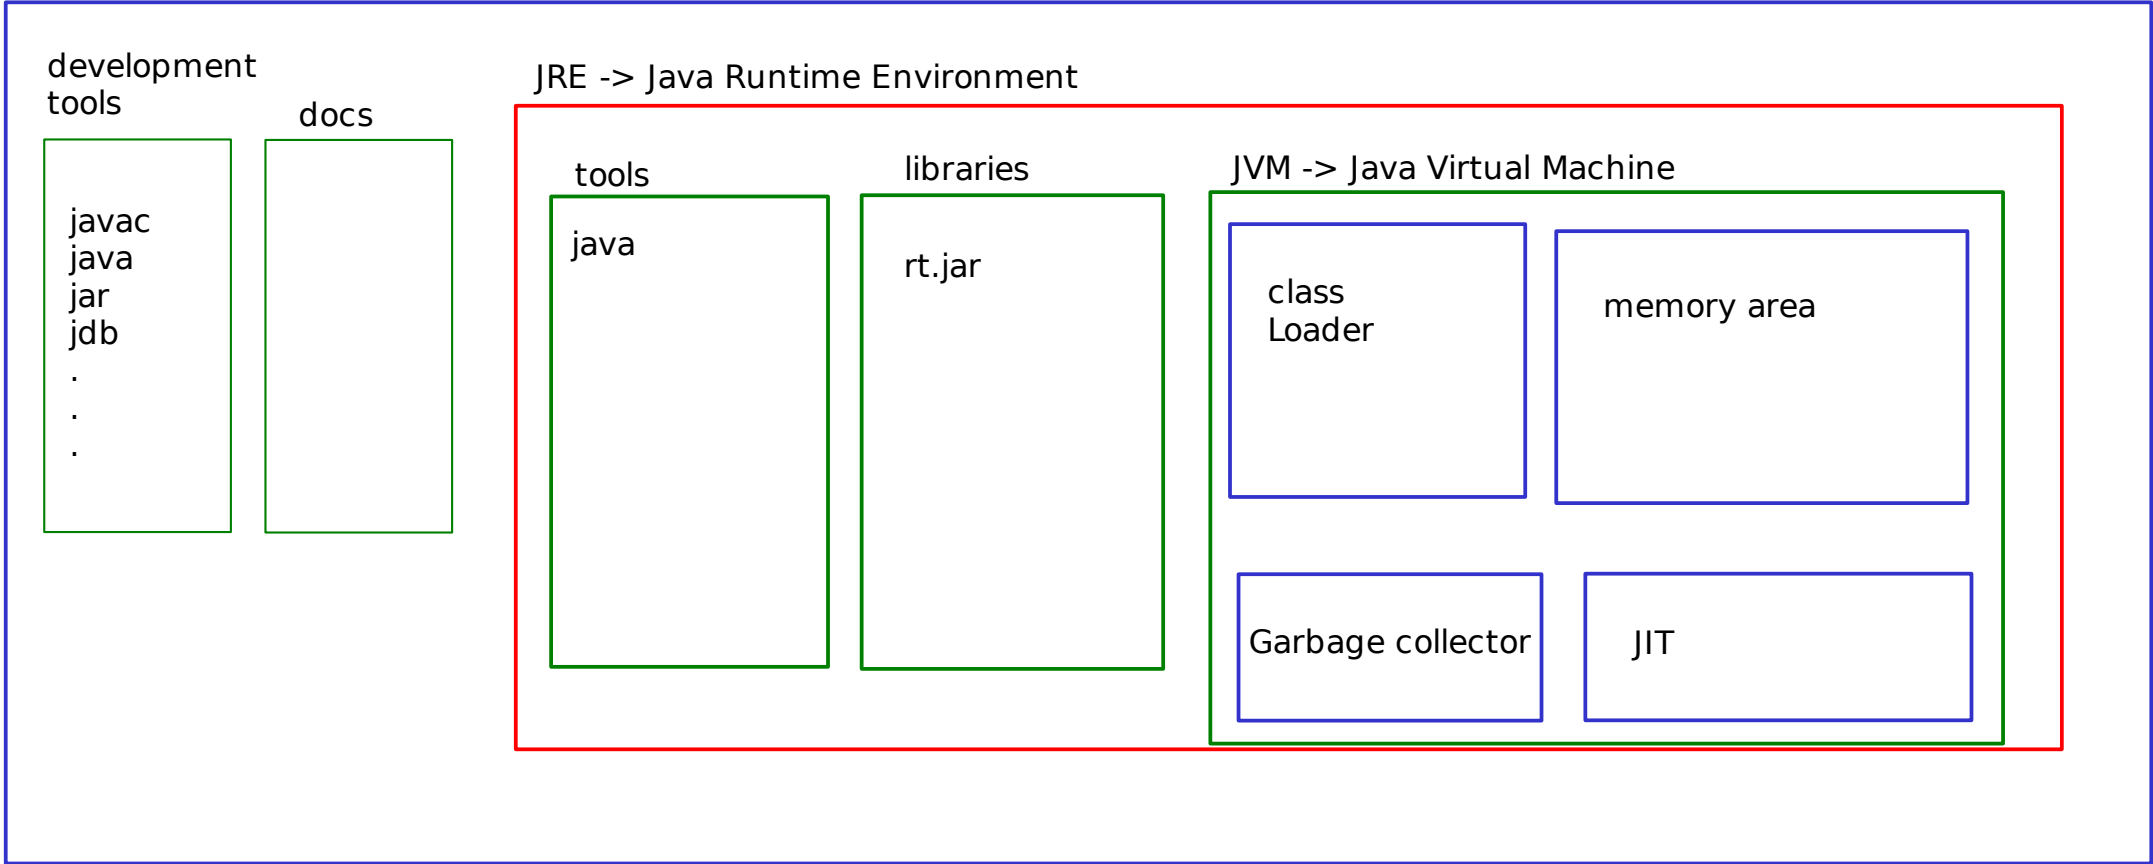 development
tools
docs
javac
java
jar
jdb
.
.
.
JRE -> Java Runtime Environment
tools
java
libraries
rt.jar
JVM -> Java Virtual Machine
class
Loader
memory area
Garbage collector
JIT